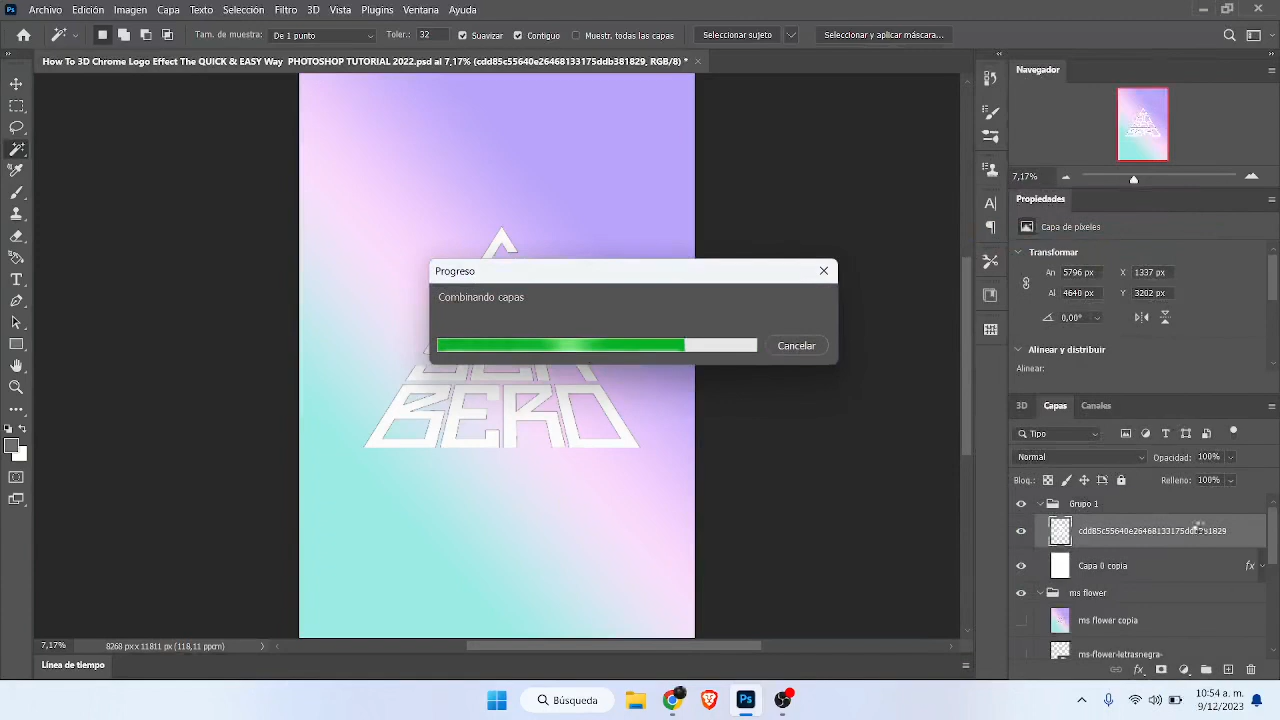 Archivo Edición Imagen Capa Texto Selección Filtro 3D Vista Plugins Ventana Ayuda
Tam. de muestra: De 1 punto Toler.: 32 Suavizar Contiguo Muestr. todas las capas Seleccionar sujeto Seleccionar y aplicar máscara...
How To 3D Chrome Logo Effect The QUICK & EASY Way PHOTOSHOP TUTORIAL 2022.psd al 7,17% (cdd85c55640e26468133175ddb381829, RGB/8) *
Navegador
7,17%
Propiedades
Capa de píxeles
Transformar
An 5796 px X 1337 px
Al 4640 px Y 3202 px
0,00°
Alinear y distribuir
Alinear:
Progreso
Combinando capas
Cancelar
BERO
3D Capas Canales
Tipo
Normal Opacidad: 100%
Bloq.: Relleno: 100%
Grupo 1
Capa 0 copia fx
ms flower
ms flower copia
ms-flower-letrasnegra-
7,17% 8268 px x 11811 px (118,11 ppcm)
Línea de tiempo
Búsqueda
Ps
10:54 a. m.
9/12/2023